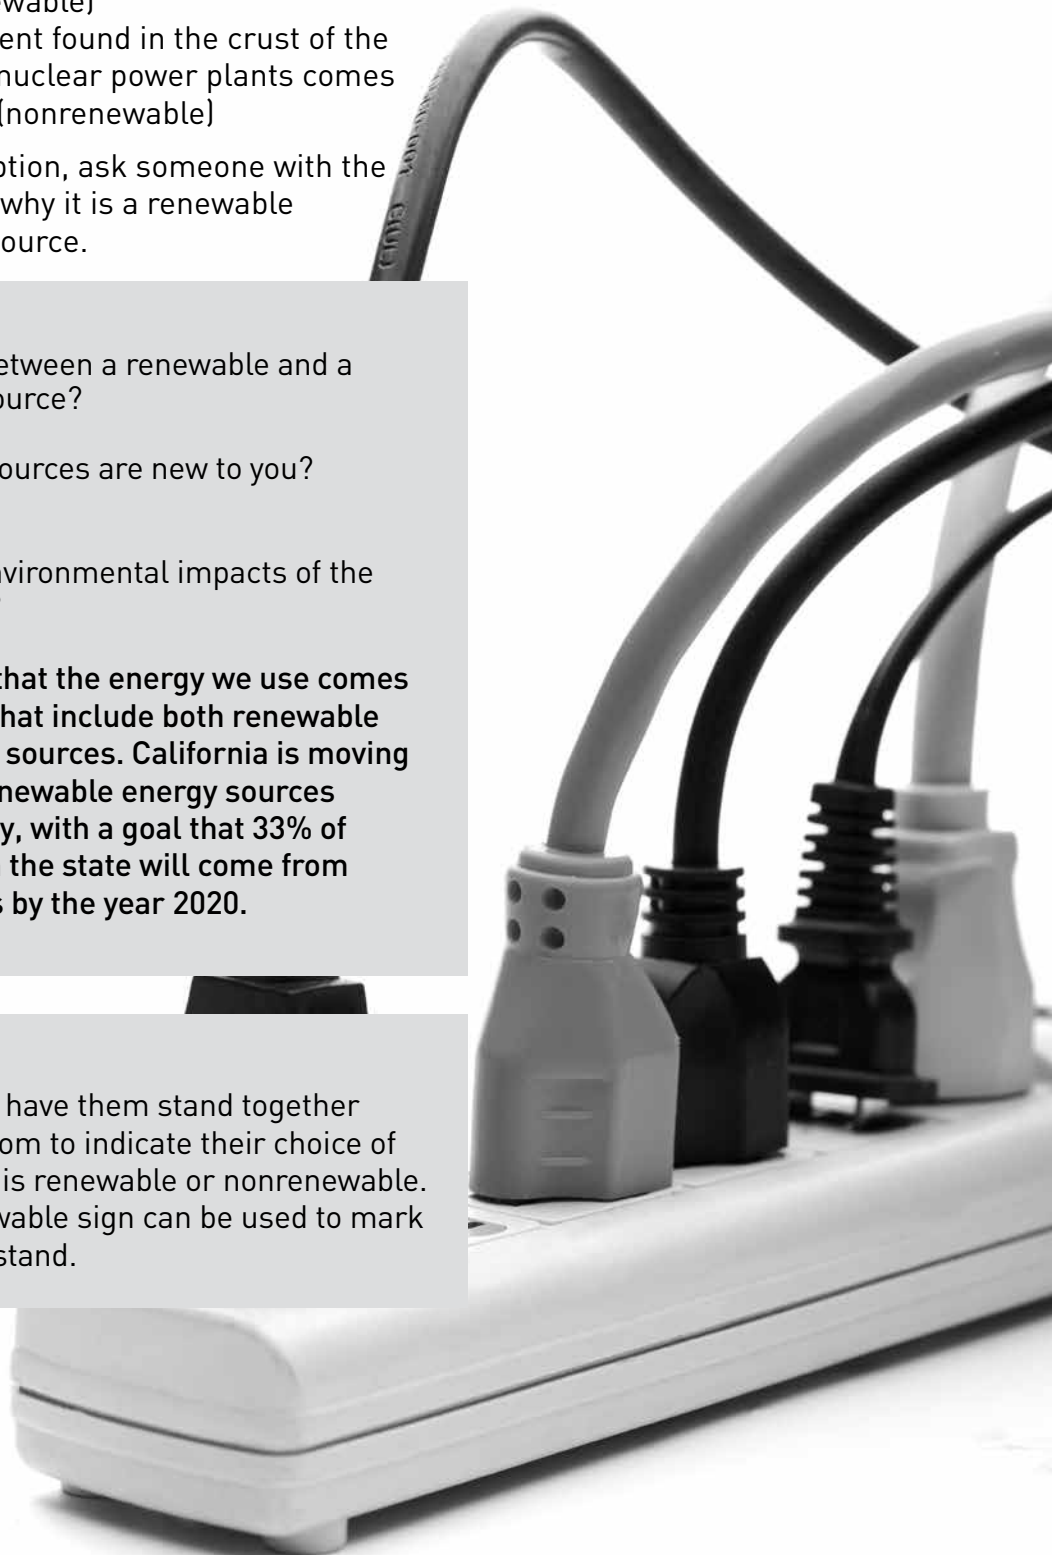 ewable)
ent found in the crust of the
nuclear power plants comes
(nonrenewable)
ption, ask someone with the
why it is a renewable
ource.
etween a renewable and a
ource?
ources are new to you?
nvironmental impacts of the
that the energy we use comes
hat include both renewable
sources. California is moving
newable energy sources
y, with a goal that 33% of
the state will come from
s by the year 2020.
have them stand together
om to indicate their choice of
is renewable or nonrenewable.
wable sign can be used to mark
stand.